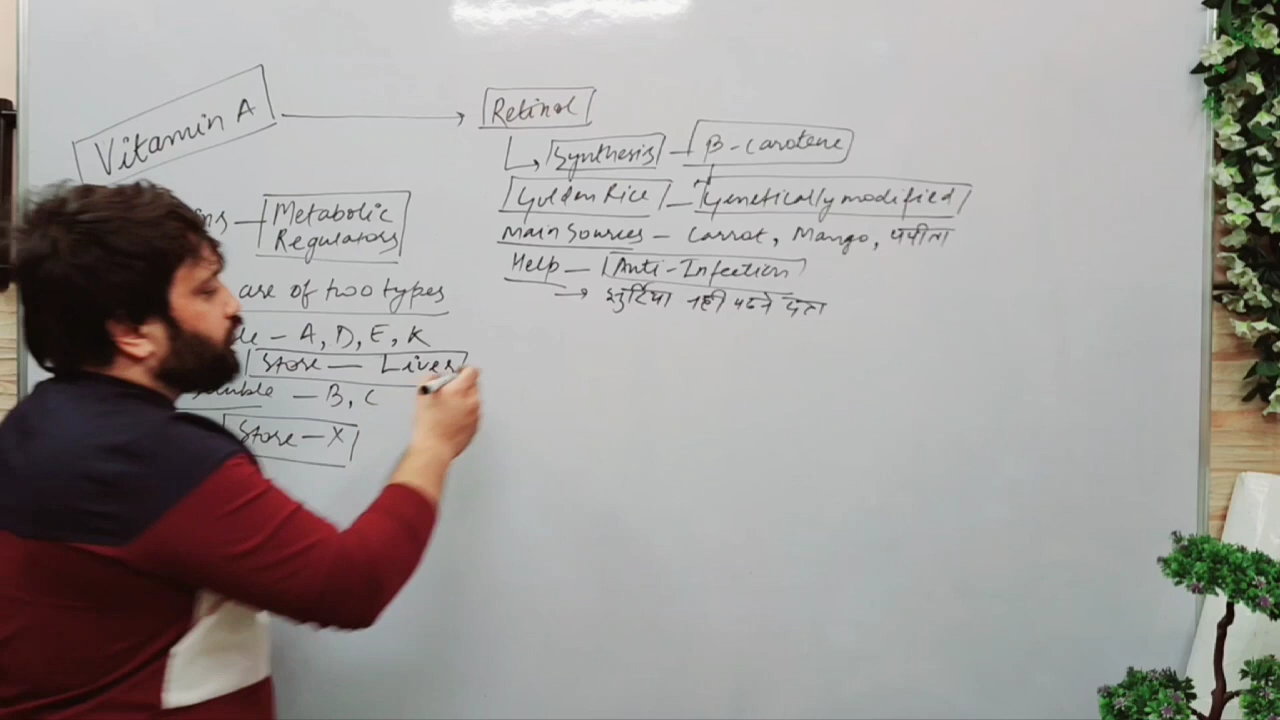 Vitamin A
Metabolic
Regulators
are of two types
– A, D, E, K
Store – Liver
– B, C
Store – X
Retinol
Synthesis – β-carotene
Golden Rice – Genetically modified
Main Sources – Carrot, Mango, पपीता
Help – Anti-Infection
→ झुर्रिया नही पड़ने देता